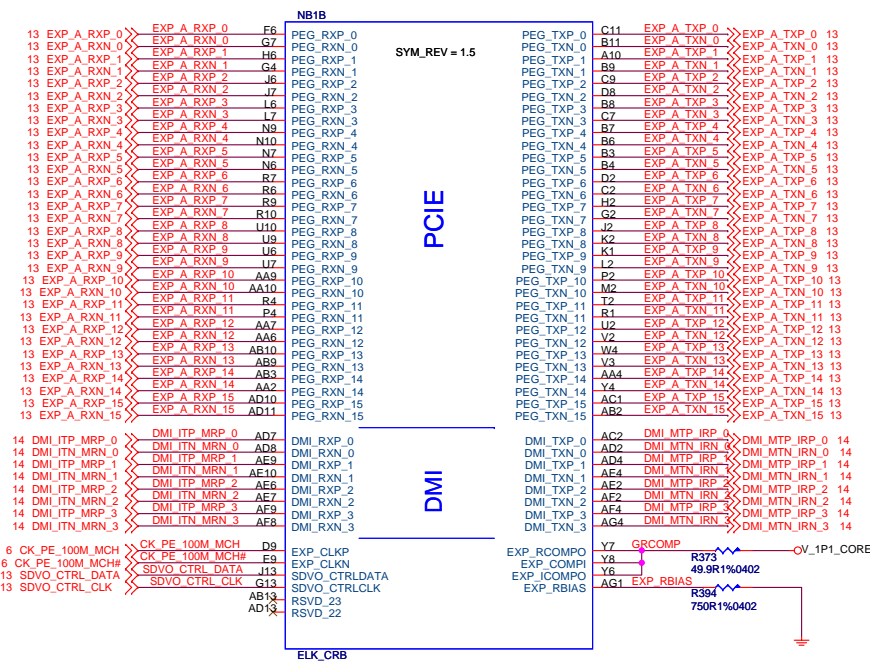 NB1B
SYM_REV = 1.5
PCIE
13 EXP_A_RXP_0 EXP_A_RXP_0 F6 PEG_RXP_0 PEG_TXP_0 C11 EXP_A_TXP_0 EXP_A_TXP_0 13
13 EXP_A_RXN_0 EXP_A_RXN_0 G7 PEG_RXN_0 PEG_TXN_0 B11 EXP_A_TXN_0 EXP_A_TXN_0 13
13 EXP_A_RXP_1 EXP_A_RXP_1 H6 PEG_RXP_1 PEG_TXP_1 A10 EXP_A_TXP_1 EXP_A_TXP_1 13
13 EXP_A_RXN_1 EXP_A_RXN_1 G4 PEG_RXN_1 PEG_TXN_1 B9 EXP_A_TXN_1 EXP_A_TXN_1 13
13 EXP_A_RXP_2 EXP_A_RXP_2 J6 PEG_RXP_2 PEG_TXP_2 C9 EXP_A_TXP_2 EXP_A_TXP_2 13
13 EXP_A_RXN_2 EXP_A_RXN_2 J7 PEG_RXN_2 PEG_TXN_2 D8 EXP_A_TXN_2 EXP_A_TXN_2 13
13 EXP_A_RXP_3 EXP_A_RXP_3 L6 PEG_RXP_3 PEG_TXP_3 B8 EXP_A_TXP_3 EXP_A_TXP_3 13
13 EXP_A_RXN_3 EXP_A_RXN_3 L7 PEG_RXN_3 PEG_TXN_3 C7 EXP_A_TXN_3 EXP_A_TXN_3 13
13 EXP_A_RXP_4 EXP_A_RXP_4 N9 PEG_RXP_4 PEG_TXP_4 B7 EXP_A_TXP_4 EXP_A_TXP_4 13
13 EXP_A_RXN_4 EXP_A_RXN_4 N10 PEG_RXN_4 PEG_TXN_4 B6 EXP_A_TXN_4 EXP_A_TXN_4 13
13 EXP_A_RXP_5 EXP_A_RXP_5 N7 PEG_RXP_5 PEG_TXP_5 B3 EXP_A_TXP_5 EXP_A_TXP_5 13
13 EXP_A_RXN_5 EXP_A_RXN_5 N6 PEG_RXN_5 PEG_TXN_5 B4 EXP_A_TXN_5 EXP_A_TXN_5 13
13 EXP_A_RXP_6 EXP_A_RXP_6 R7 PEG_RXP_6 PEG_TXP_6 D2 EXP_A_TXP_6 EXP_A_TXP_6 13
13 EXP_A_RXN_6 EXP_A_RXN_6 R6 PEG_RXN_6 PEG_TXN_6 C2 EXP_A_TXN_6 EXP_A_TXN_6 13
13 EXP_A_RXP_7 EXP_A_RXP_7 R9 PEG_RXP_7 PEG_TXP_7 H2 EXP_A_TXP_7 EXP_A_TXP_7 13
13 EXP_A_RXN_7 EXP_A_RXN_7 R10 PEG_RXN_7 PEG_TXN_7 G2 EXP_A_TXN_7 EXP_A_TXN_7 13
13 EXP_A_RXP_8 EXP_A_RXP_8 U10 PEG_RXP_8 PEG_TXP_8 J2 EXP_A_TXP_8 EXP_A_TXP_8 13
13 EXP_A_RXN_8 EXP_A_RXN_8 U9 PEG_RXN_8 PEG_TXN_8 K2 EXP_A_TXN_8 EXP_A_TXN_8 13
13 EXP_A_RXP_9 EXP_A_RXP_9 U6 PEG_RXP_9 PEG_TXP_9 K1 EXP_A_TXP_9 EXP_A_TXP_9 13
13 EXP_A_RXN_9 EXP_A_RXN_9 U7 PEG_RXN_9 PEG_TXN_9 L2 EXP_A_TXN_9 EXP_A_TXN_9 13
13 EXP_A_RXP_10 EXP_A_RXP_10 AA9 PEG_RXP_10 PEG_TXP_10 P2 EXP_A_TXP_10 EXP_A_TXP_10 13
13 EXP_A_RXN_10 EXP_A_RXN_10 AA10 PEG_RXN_10 PEG_TXN_10 M2 EXP_A_TXN_10 EXP_A_TXN_10 13
13 EXP_A_RXP_11 EXP_A_RXP_11 R4 PEG_RXP_11 PEG_TXP_11 T2 EXP_A_TXP_11 EXP_A_TXP_11 13
13 EXP_A_RXN_11 EXP_A_RXN_11 P4 PEG_RXN_11 PEG_TXN_11 R1 EXP_A_TXN_11 EXP_A_TXN_11 13
13 EXP_A_RXP_12 EXP_A_RXP_12 AA7 PEG_RXP_12 PEG_TXP_12 U2 EXP_A_TXP_12 EXP_A_TXP_12 13
13 EXP_A_RXN_12 EXP_A_RXN_12 AA6 PEG_RXN_12 PEG_TXN_12 V2 EXP_A_TXN_12 EXP_A_TXN_12 13
13 EXP_A_RXP_13 EXP_A_RXP_13 AB10 PEG_RXP_13 PEG_TXP_13 W4 EXP_A_TXP_13 EXP_A_TXP_13 13
13 EXP_A_RXN_13 EXP_A_RXN_13 AB9 PEG_RXN_13 PEG_TXN_13 V3 EXP_A_TXN_13 EXP_A_TXN_13 13
13 EXP_A_RXP_14 EXP_A_RXP_14 AB3 PEG_RXP_14 PEG_TXP_14 AA4 EXP_A_TXP_14 EXP_A_TXP_14 13
13 EXP_A_RXN_14 EXP_A_RXN_14 AA2 PEG_RXN_14 PEG_TXN_14 Y4 EXP_A_TXN_14 EXP_A_TXN_14 13
13 EXP_A_RXP_15 EXP_A_RXP_15 AD10 PEG_RXP_15 PEG_TXP_15 AC1 EXP_A_TXP_15 EXP_A_TXP_15 13
13 EXP_A_RXN_15 EXP_A_RXN_15 AD11 PEG_RXN_15 PEG_TXN_15 AB2 EXP_A_TXN_15 EXP_A_TXN_15 13
DMI
14 DMI_ITP_MRP_0 DMI_ITP_MRP_0 AD7 DMI_RXP_0 DMI_TXP_0 AC2 DMI_MTP_IRP_0 DMI_MTP_IRP_0 14
14 DMI_ITN_MRN_0 DMI_ITN_MRN_0 AD8 DMI_RXN_0 DMI_TXN_0 AD2 DMI_MTN_IRN_0 DMI_MTN_IRN_0 14
14 DMI_ITP_MRP_1 DMI_ITP_MRP_1 AE9 DMI_RXP_1 DMI_TXP_1 AD4 DMI_MTP_IRP_1 DMI_MTP_IRP_1 14
14 DMI_ITN_MRN_1 DMI_ITN_MRN_1 AE10 DMI_RXN_1 DMI_TXN_1 AE4 DMI_MTN_IRN_1 DMI_MTN_IRN_1 14
14 DMI_ITP_MRP_2 DMI_ITP_MRP_2 AE6 DMI_RXP_2 DMI_TXP_2 AE2 DMI_MTP_IRP_2 DMI_MTP_IRP_2 14
14 DMI_ITN_MRN_2 DMI_ITN_MRN_2 AE7 DMI_RXN_2 DMI_TXN_2 AF2 DMI_MTN_IRN_2 DMI_MTN_IRN_2 14
14 DMI_ITP_MRP_3 DMI_ITP_MRP_3 AF9 DMI_RXP_3 DMI_TXP_3 AF4 DMI_MTP_IRP_3 DMI_MTP_IRP_3 14
14 DMI_ITN_MRN_3 DMI_ITN_MRN_3 AF8 DMI_RXN_3 DMI_TXN_3 AG4 DMI_MTN_IRN_3 DMI_MTN_IRN_3 14
6 CK_PE_100M_MCH CK_PE_100M_MCH D9 EXP_CLKP EXP_RCOMPO Y7 GRCOMP V_1P1_CORE
6 CK_PE_100M_MCH# CK_PE_100M_MCH# E9 EXP_CLKN EXP_COMPI Y8 R373
13 SDVO_CTRL_DATA SDVO_CTRL_DATA J13 SDVO_CTRLDATA EXP_ICOMPO Y6 49.9R1%0402
13 SDVO_CTRL_CLK SDVO_CTRL_CLK G13 SDVO_CTRLCLK EXP_RBIAS AG1 EXP_RBIAS
AB13 RSVD_23 R394
AD13 RSVD_22 750R1%0402
ELK_CRB